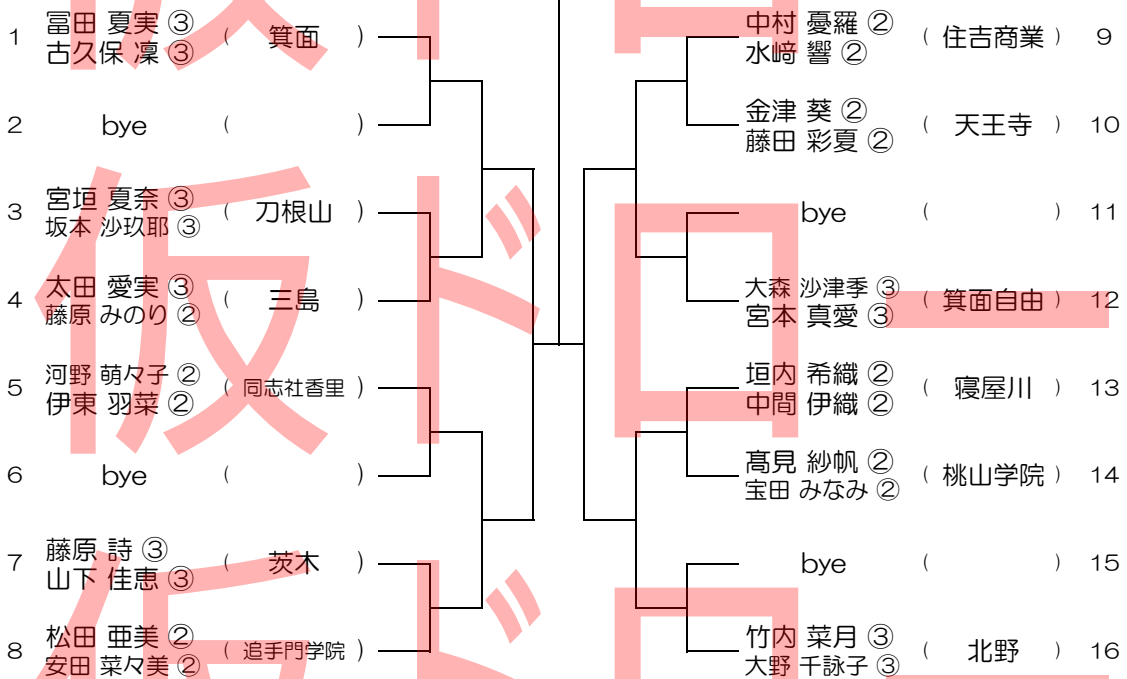 1 冨田 夏実 ③ ( 箕面 )
古久保 凜 ③
2 bye ( )
3 宮垣 夏奈 ③ ( 刀根山 )
坂本 沙玖耶 ③
4 太田 愛実 ③ ( 三島 )
藤原 みのり ②
5 河野 萌々子 ② ( 同志社香里 )
伊東 羽菜 ②
6 bye ( )
7 藤原 詩 ③ ( 茨木 )
山下 佳恵 ③
8 松田 亜美 ② ( 追手門学院 )
安田 菜々美 ②
中村 憂羅 ② ( 住吉商業 ) 9
水﨑 響 ②
金津 葵 ② ( 天王寺 ) 10
藤田 彩夏 ②
bye ( ) 11
大森 沙津季 ③ ( 箕面自由 ) 12
宮本 真愛 ③
垣内 希織 ② ( 寝屋川 ) 13
中間 伊織 ②
髙見 紗帆 ② ( 桃山学院 ) 14
宝田 みなみ ②
bye ( ) 15
竹内 菜月 ③ ( 北野 ) 16
大野 千詠子 ③
仮ドロー